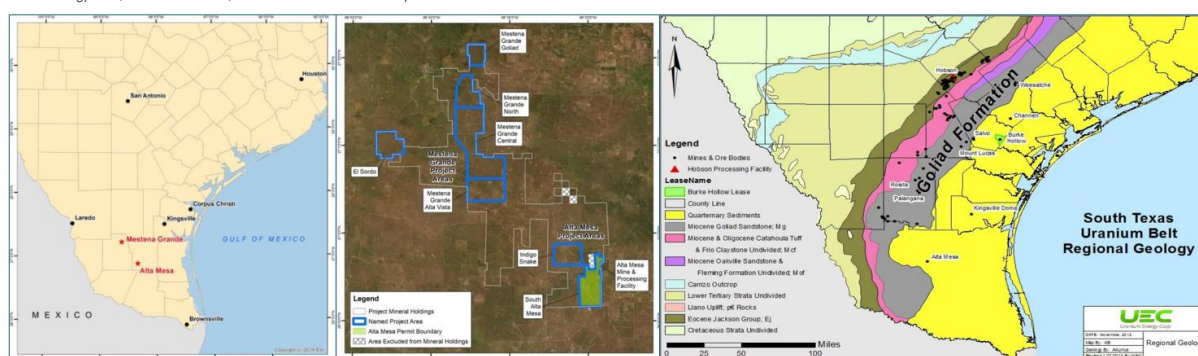 Houston
San Antonio
Laredo
Corpus Christi
Kingsville
Mestena Grande
GULF OF MEXICO
Alta Mesa
MEXICO
Brownsville
Mestena
Grande
Goliad
Mestena
Grande
North
Mestena
Grande
Central
El Sordo
Mestena
Grande
Project
Areas
Mestena
Grande
Alta Vista
Alta Mesa
Project Areas
Indigo
Snake
Alta Mesa
Mine &
Processing
Facility
South
Alta
Mesa
Legend
Project Mineral Holdings
Named Project Area
Alta Mesa Permit Boundary
Area Excluded from Mineral Holdings
N
Hobson
Weesatche
Goliad Formation
Channen
Salvo
Burke
Hollow
Mount Lucas
Rosita
Palangana
Kingsville Dome
Alta Mesa
Legend
Mines & Ore Bodies
Hobson Processing Facility
LeaseName
Burke Hollow Lease
County Line
Quarternary Sediments
Miocene Goliad Sandstone; Mg
Miocene & Oligocene Catahoula Tuff
& Frio Claystone Undivided; Mcf
Miocene Oakville Sandstone &
Fleming Formation Undivided; Mof
Carrizo Outcrop
Lower Tertiary Strata Undivided
Llano Uplift; p€ Rocks
Eocene Jackson Group; Ej
Cretaceous Strata Undivided
Miles
0 25 50 100
South Texas
Uranium Belt
Regional Geology
UEC
Uranium Energy Corp
DATE: November, 2012
Regional Geolo